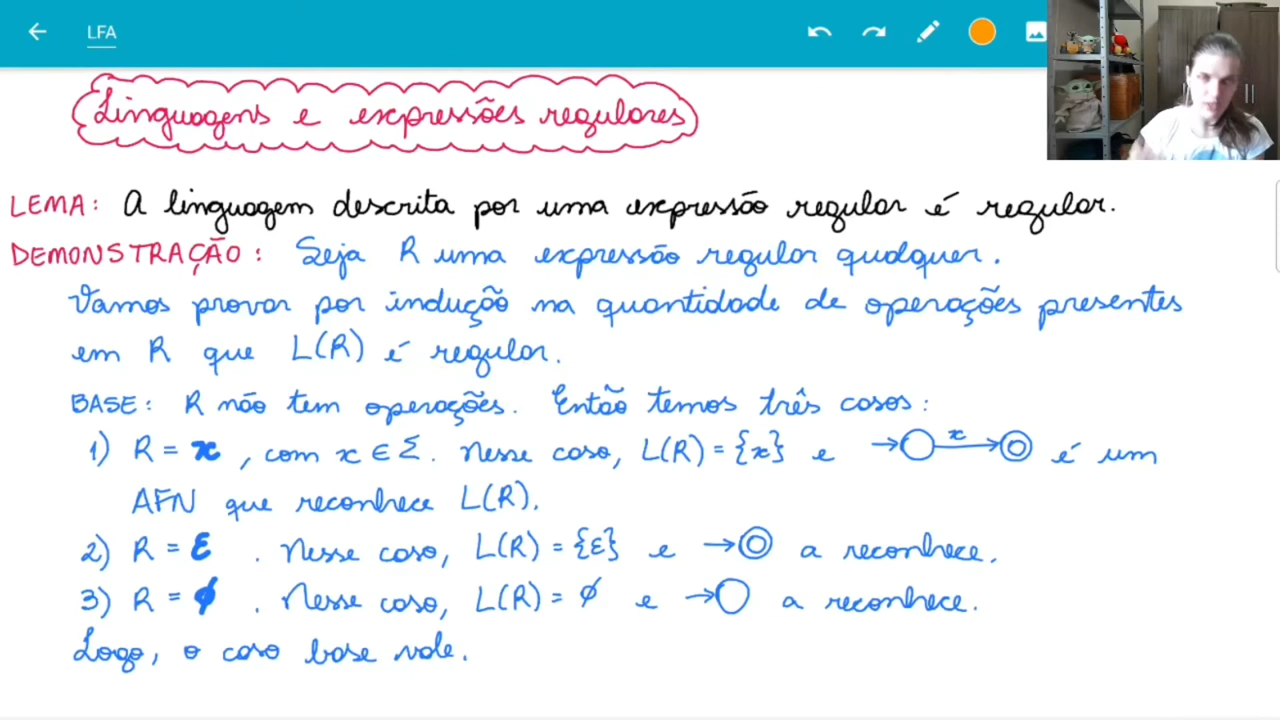 LFA
Linguagens e expressões regulares
LEMA: A linguagem descrita por uma expressão regular é regular.
DEMONSTRAÇÃO: Seja R uma expressão regular qualquer.
Vamos provar por indução na quantidade de operações presentes
em R que L(R) é regular.
BASE: R não tem operações. Então temos três casos:
1) R = x, com x ∈ Σ. Nesse caso, L(R) = {x} e x é um
AFN que reconhece L(R).
2) R = ε. Nesse caso, L(R) = {ε} e a reconhece.
3) R = ∅. Nesse caso, L(R) = ∅ e a reconhece.
Logo, o caso base vale.